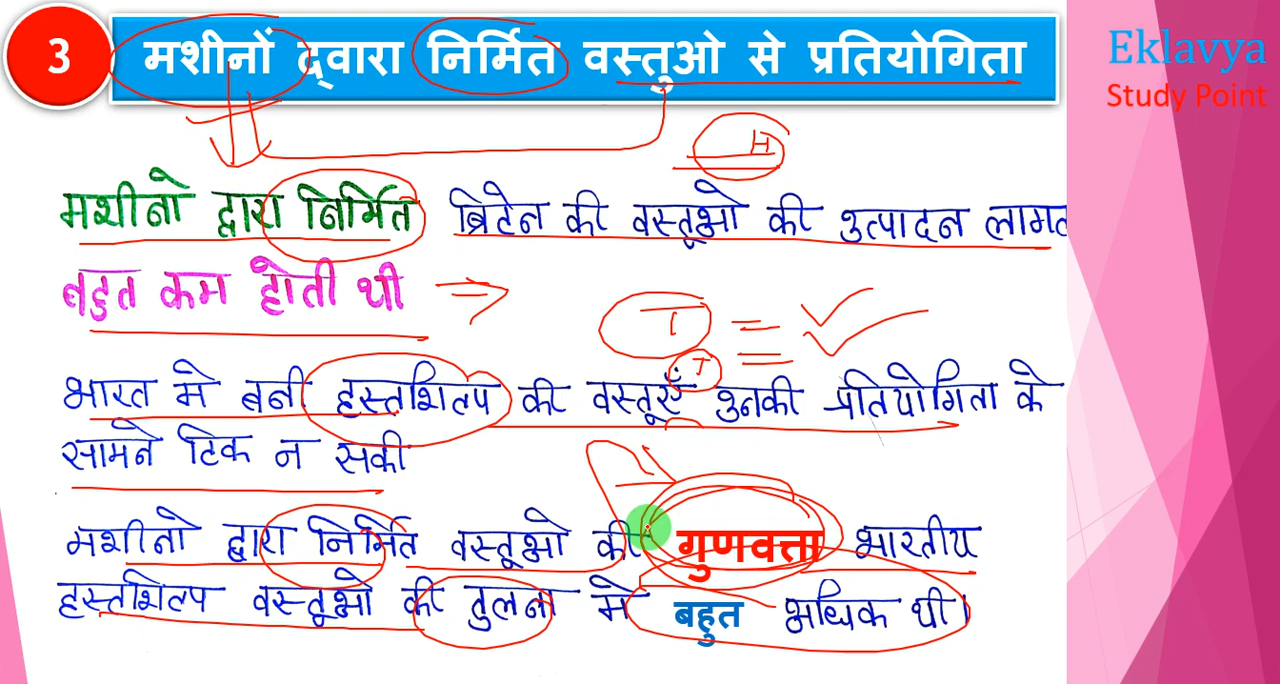 3 मशीनों द्वारा निर्मित वस्तुओ से प्रतियोगिता
Eklavya
Study Point
H
मशीनो द्वारा निर्मित ब्रिटेन की वस्तूओ की उत्पादन लागत
बहुत कम होती थी
T
T
भारत मे बनी हस्तशिल्प की वस्तूएँ उनकी प्रतियोगिता के
सामने टिक न सकी
मशीनो द्वारा निर्मित वस्तूओ की गुणवत्ता भारतीय
हस्तशिल्प वस्तूओ की तुलना मे बहुत अधिक थी।